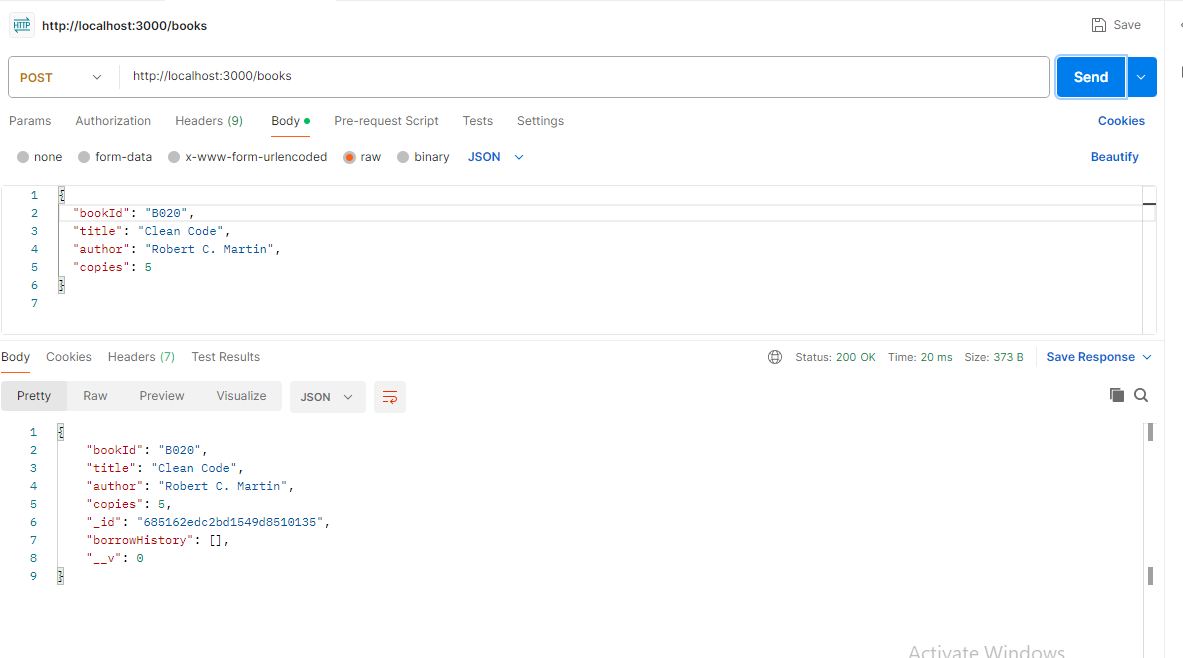 HTTP http://localhost:3000/books Save
POST http://localhost:3000/books Send
Params Authorization Headers (9) Body Pre-request Script Tests Settings Cookies
none form-data x-www-form-urlencoded raw binary JSON Beautify
1 {
2 "bookId": "B020",
3 "title": "Clean Code",
4 "author": "Robert C. Martin",
5 "copies": 5
6 }
7
Body Cookies Headers (7) Test Results Status: 200 OK Time: 20 ms Size: 373 B Save Response
Pretty Raw Preview Visualize JSON
1 {
2 "bookId": "B020",
3 "title": "Clean Code",
4 "author": "Robert C. Martin",
5 "copies": 5,
6 "_id": "685162edc2bd1549d8510135",
7 "borrowHistory": [],
8 "__v": 0
9 }
Activate Windows